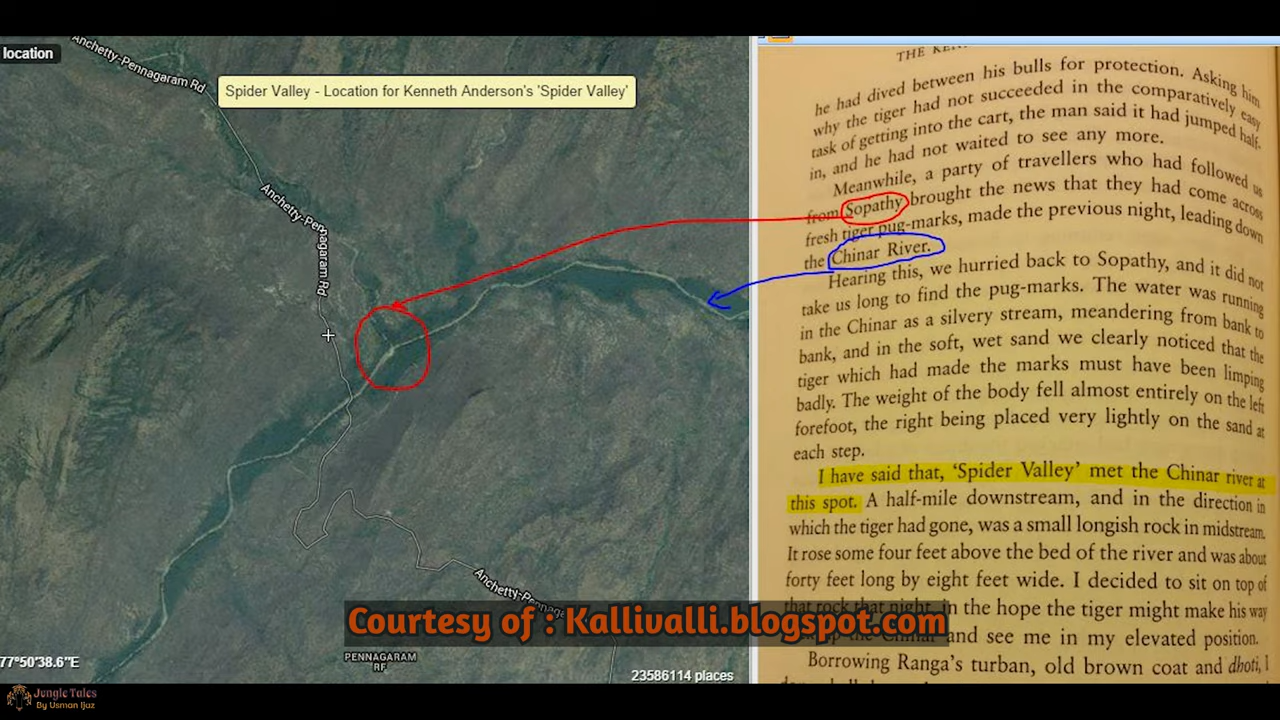 location
Anchetty-Pennagaram Rd
Spider Valley - Location for Kenneth Anderson's 'Spider Valley'
Anchetty-Pennagaram Rd
Anchetty-Pennaga
PENNAGARAM
RF
77°50'38.6"E
23586114 places
THE
he had dived between his bulls for protection. Asking him
why the tiger had not succeeded in the comparatively easy
task of getting into the cart, the man said it had jumped half-
in, and he had not waited to see any more.
Meanwhile, a party of travellers who had followed us
from Sopathy brought the news that they had come across
fresh tiger pug-marks, made the previous night, leading down
the Chinar River.
Hearing this, we hurried back to Sopathy, and it did not
take us long to find the pug-marks. The water was running
in the Chinar as a silvery stream, meandering from bank to
bank, and in the soft, wet sand we clearly noticed that the
tiger which had made the marks must have been limping
badly. The weight of the body fell almost entirely on the left
forefoot, the right being placed very lightly on the sand at
each step.
I have said that, 'Spider Valley' met the Chinar river at
this spot. A half-mile downstream, and in the direction in
which the tiger had gone, was a small longish rock in midstream.
It rose some four feet above the bed of the river and was about
forty feet long by eight feet wide. I decided to sit on top of
that rock that night, in the hope the tiger might make his way
the Chinar and see me in my elevated position.
Borrowing Ranga's turban, old brown coat and dhoti, I
Courtesy of : Kallivalli.blogspot.com
Jungle Tales
By Usman Ijaz